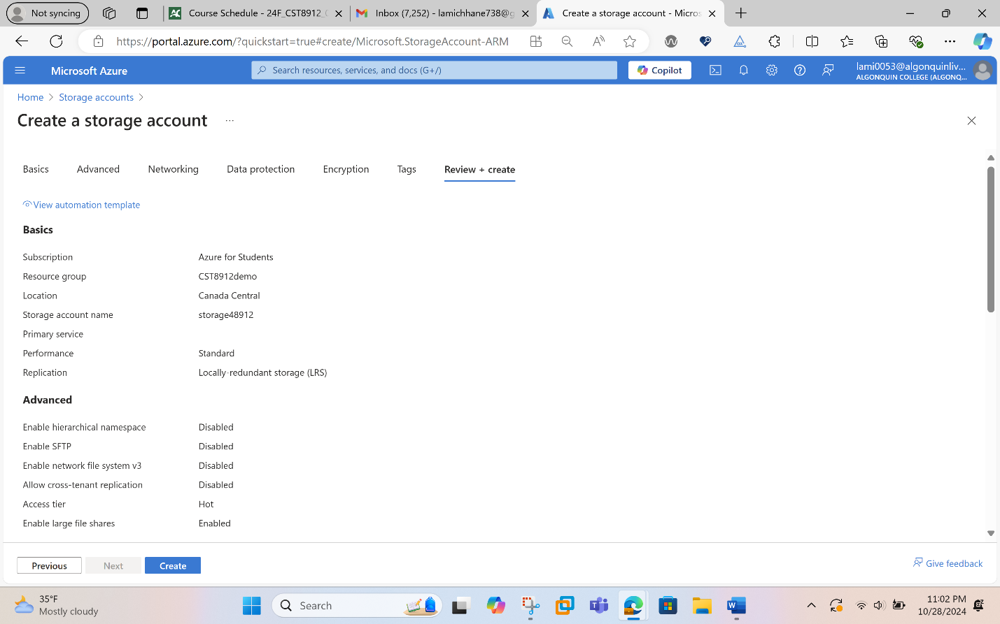 Not syncing
Course Schedule - 24F_CST8912_
Inbox (7,252) - lamichhane738@g
Create a storage account - Micros
https://portal.azure.com/?quickstart=true#create/Microsoft.StorageAccount-ARM
Microsoft Azure
Search resources, services, and docs (G+/)
Copilot
lami0053@algonquinliv...
ALGONQUIN COLLEGE (ALGONQ...
Home > Storage accounts >
Create a storage account ...
Basics Advanced Networking Data protection Encryption Tags Review + create
View automation template
Basics
Subscription Azure for Students
Resource group CST8912demo
Location Canada Central
Storage account name storage48912
Primary service
Performance Standard
Replication Locally-redundant storage (LRS)
Advanced
Enable hierarchical namespace Disabled
Enable SFTP Disabled
Enable network file system v3 Disabled
Allow cross-tenant replication Disabled
Access tier Hot
Enable large file shares Enabled
Previous Next Create
Give feedback
35°F
Mostly cloudy
Search
11:02 PM
10/28/2024